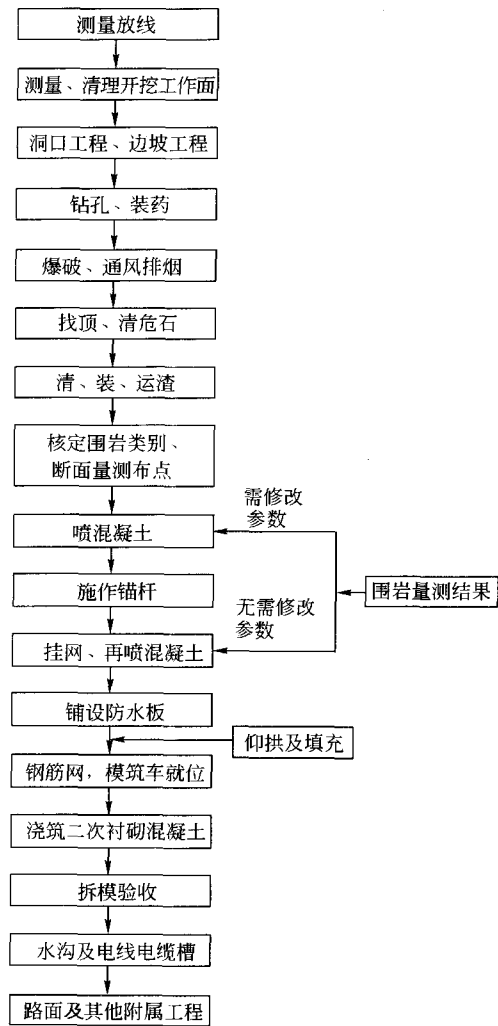 测量放线
测量、清理开挖工作面
洞口工程、边坡工程
钻孔、装药
爆破、通风排烟
找顶、清危石
清、装、运渣
核定围岩类别、
断面量测布点
需修改
参数
喷混凝土
围岩量测结果
施作锚杆
无需修改
参数
挂网、再喷混凝土
铺设防水板
仰拱及填充
钢筋网，模筑车就位
浇筑二次衬砌混凝土
拆模验收
水沟及电线电缆槽
路面及其他附属工程